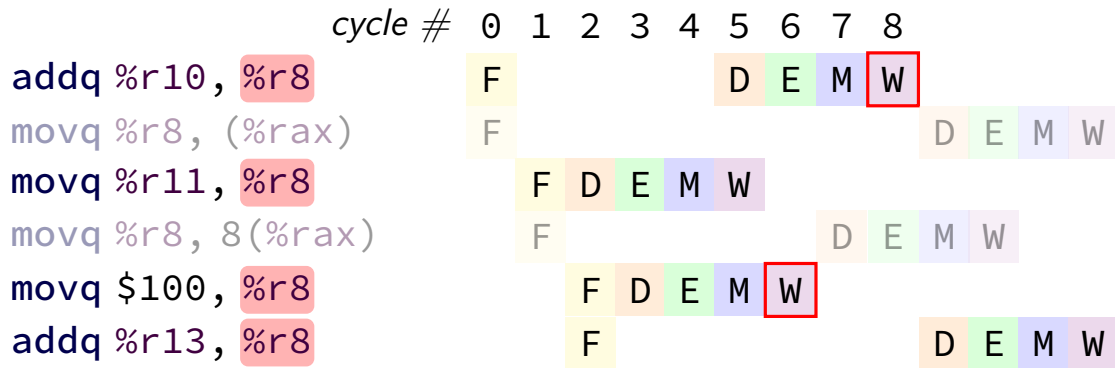 cycle # 0 1 2 3 4 5 6 7 8
addq %r10, %r8 F D E M W
movq %r8, (%rax) F D E M W
movq %r11, %r8 F D E M W
movq %r8, 8(%rax) F D E M W
movq $100, %r8 F D E M W
addq %r13, %r8 F D E M W